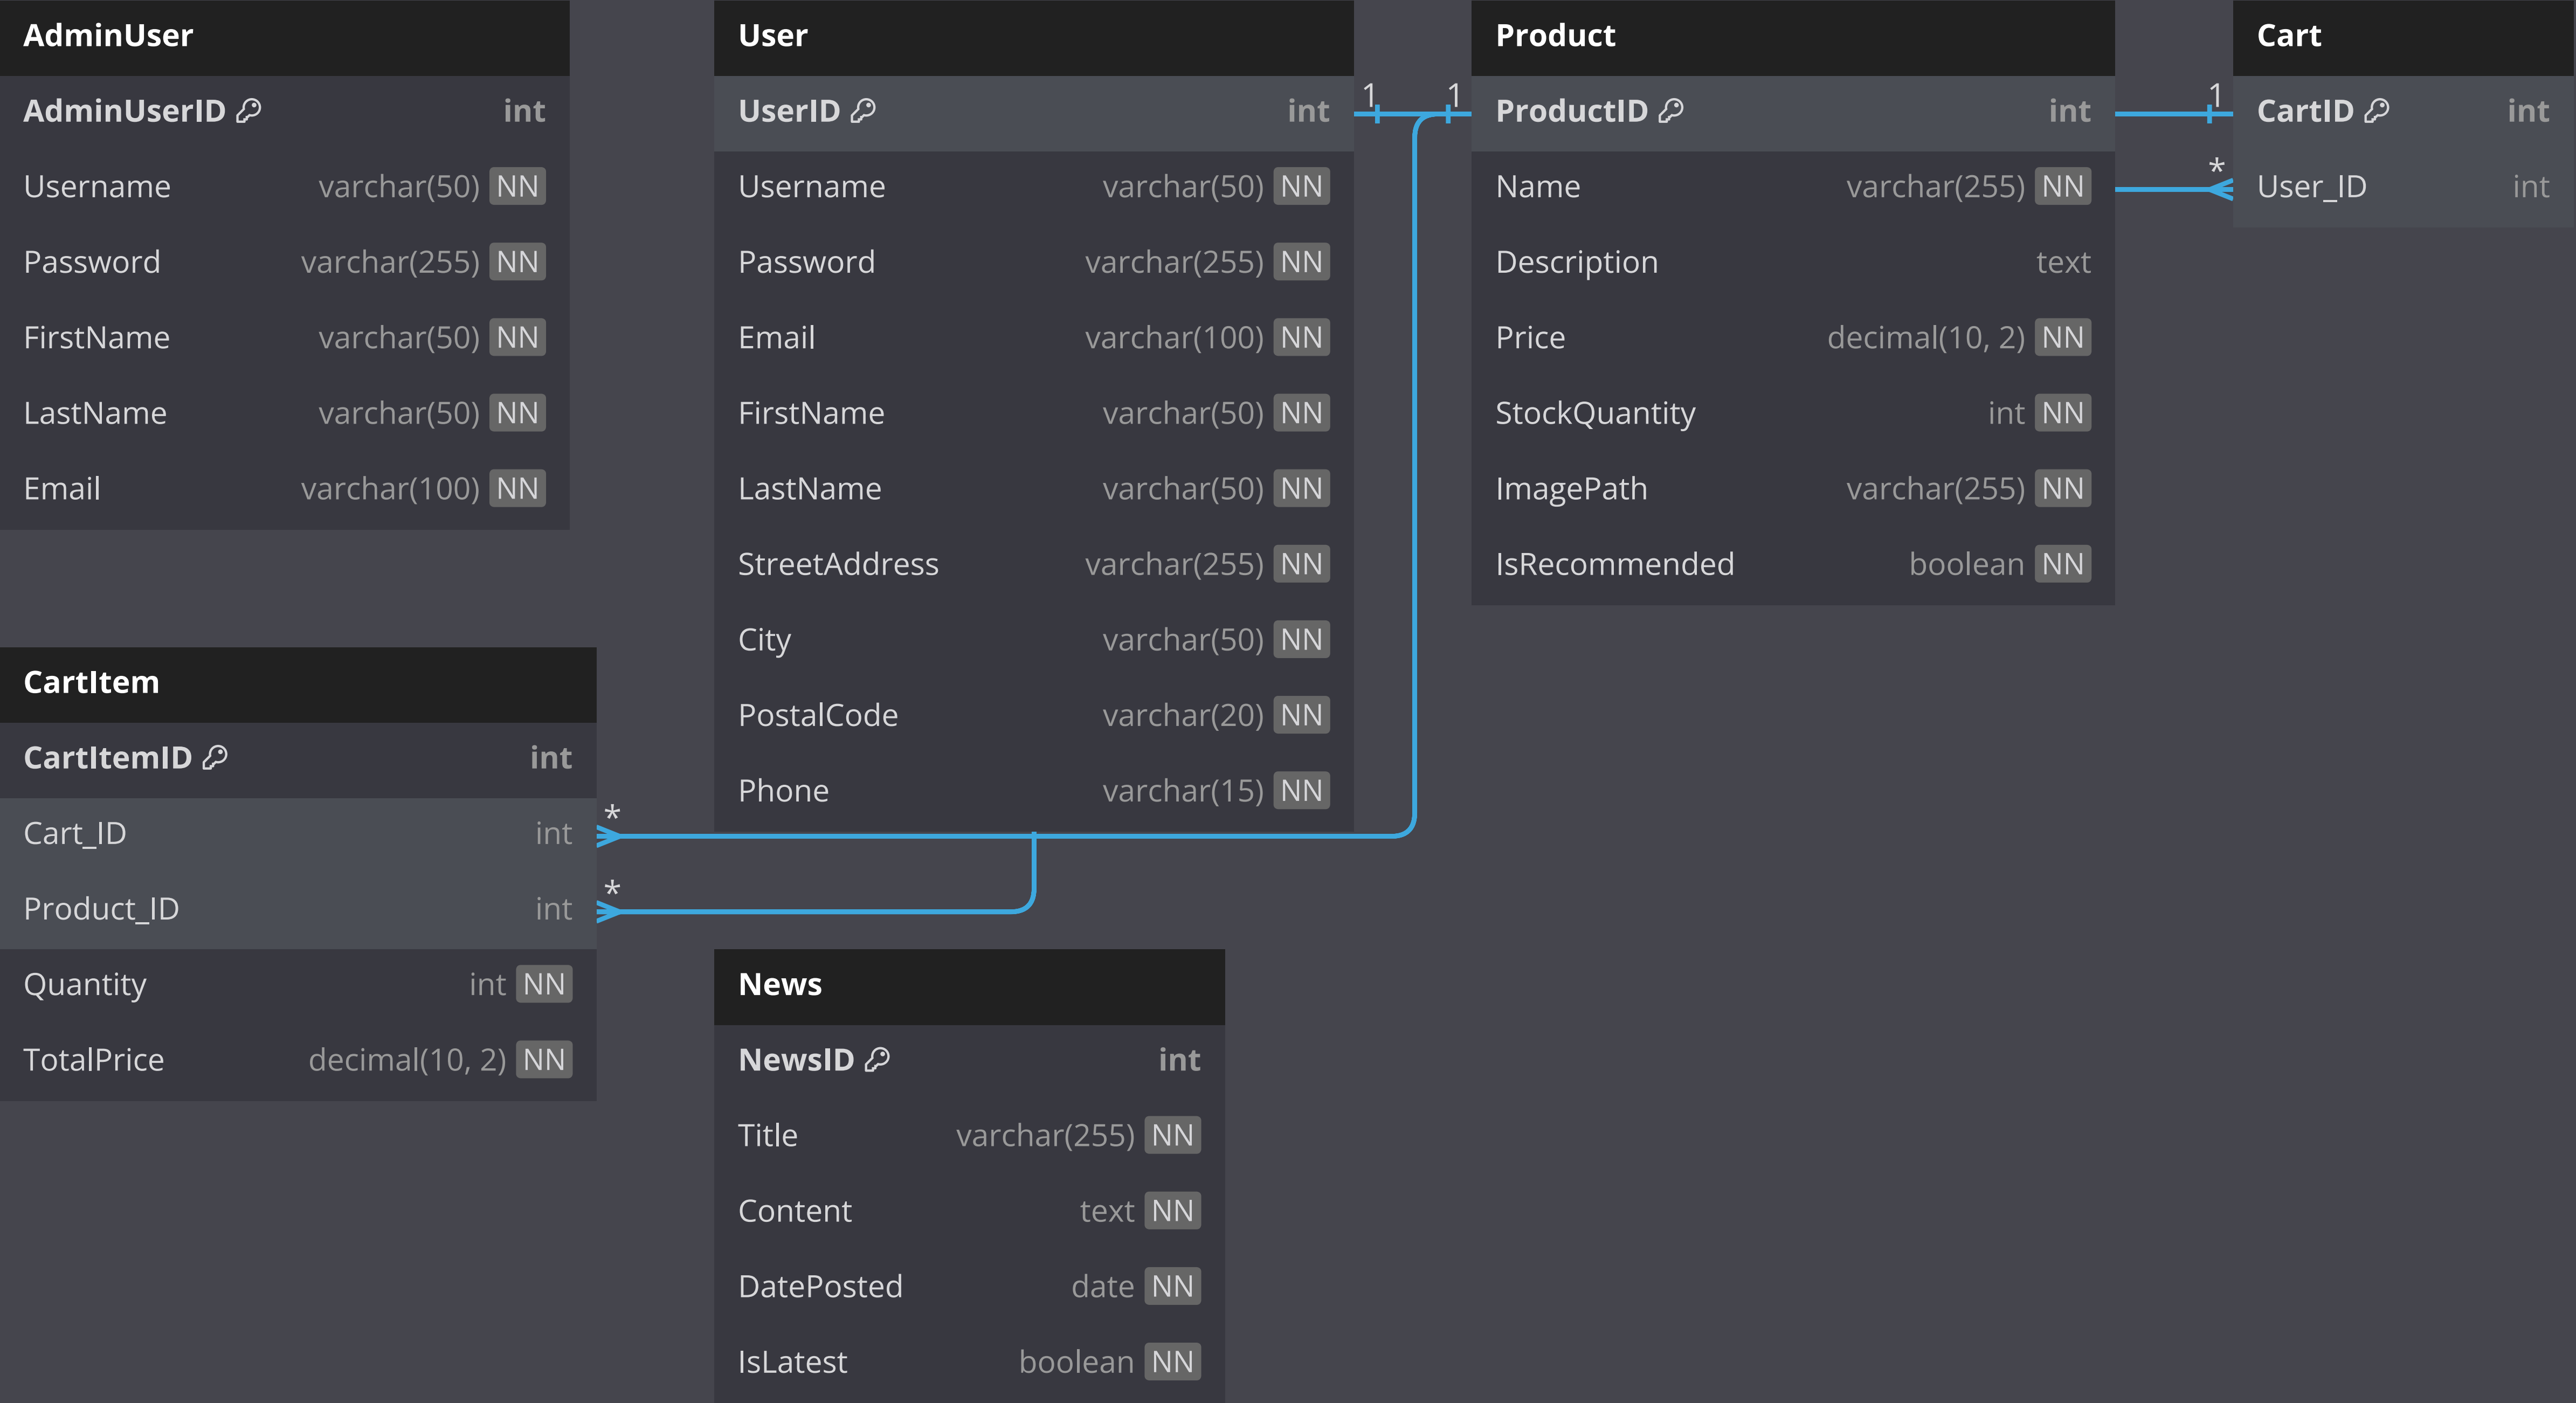 AdminUser
AdminUserID int
Username varchar(50) NN
Password varchar(255) NN
FirstName varchar(50) NN
LastName varchar(50) NN
Email varchar(100) NN
User
UserID int
Username varchar(50) NN
Password varchar(255) NN
Email varchar(100) NN
FirstName varchar(50) NN
LastName varchar(50) NN
StreetAddress varchar(255) NN
City varchar(50) NN
PostalCode varchar(20) NN
Phone varchar(15) NN
1
1
Product
ProductID int
Name varchar(255) NN
Description text
Price decimal(10, 2) NN
StockQuantity int NN
ImagePath varchar(255) NN
IsRecommended boolean NN
1
*
Cart
CartID int
User_ID int
CartItem
CartItemID int
Cart_ID int
Product_ID int
Quantity int NN
TotalPrice decimal(10, 2) NN
*
*
News
NewsID int
Title varchar(255) NN
Content text NN
DatePosted date NN
IsLatest boolean NN